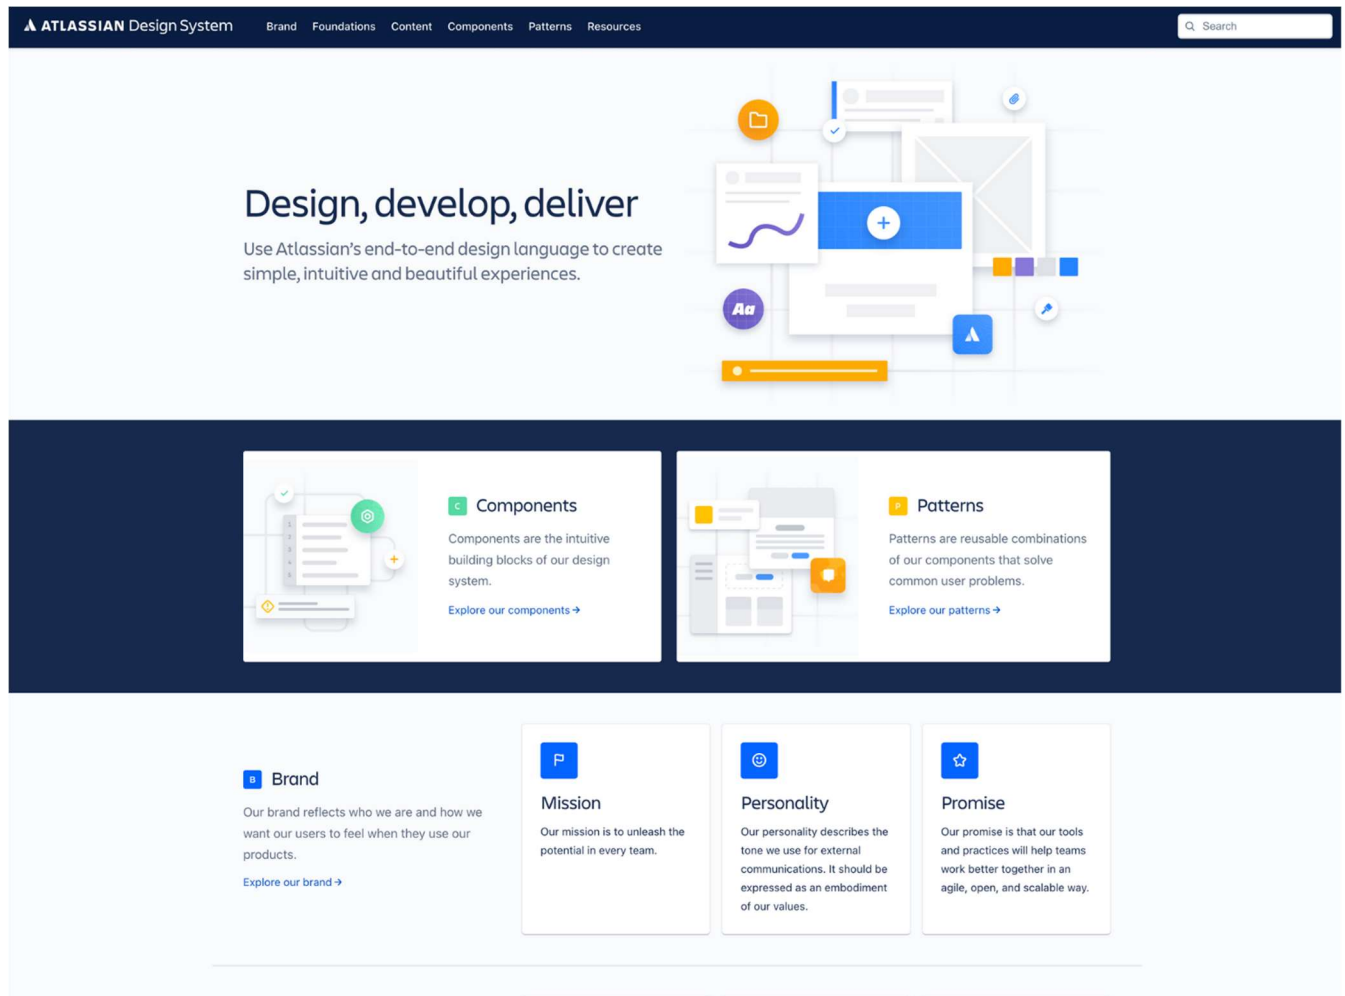 ATLASSIAN Design System
Brand
Foundations
Content
Components
Patterns
Resources
Search
Design, develop, deliver
Use Atlassian's end-to-end design language to create
simple, intuitive and beautiful experiences.
Aa
1
2
3
4
5
C Components
Components are the intuitive
building blocks of our design
system.
Explore our components →
P Patterns
Patterns are reusable combinations
of our components that solve
common user problems.
Explore our patterns →
B Brand
Our brand reflects who we are and how we
want our users to feel when they use our
products.
Explore our brand →
Mission
Our mission is to unleash the
potential in every team.
Personality
Our personality describes the
tone we use for external
communications. It should be
expressed as an embodiment
of our values.
Promise
Our promise is that our tools
and practices will help teams
work better together in an
agile, open, and scalable way.